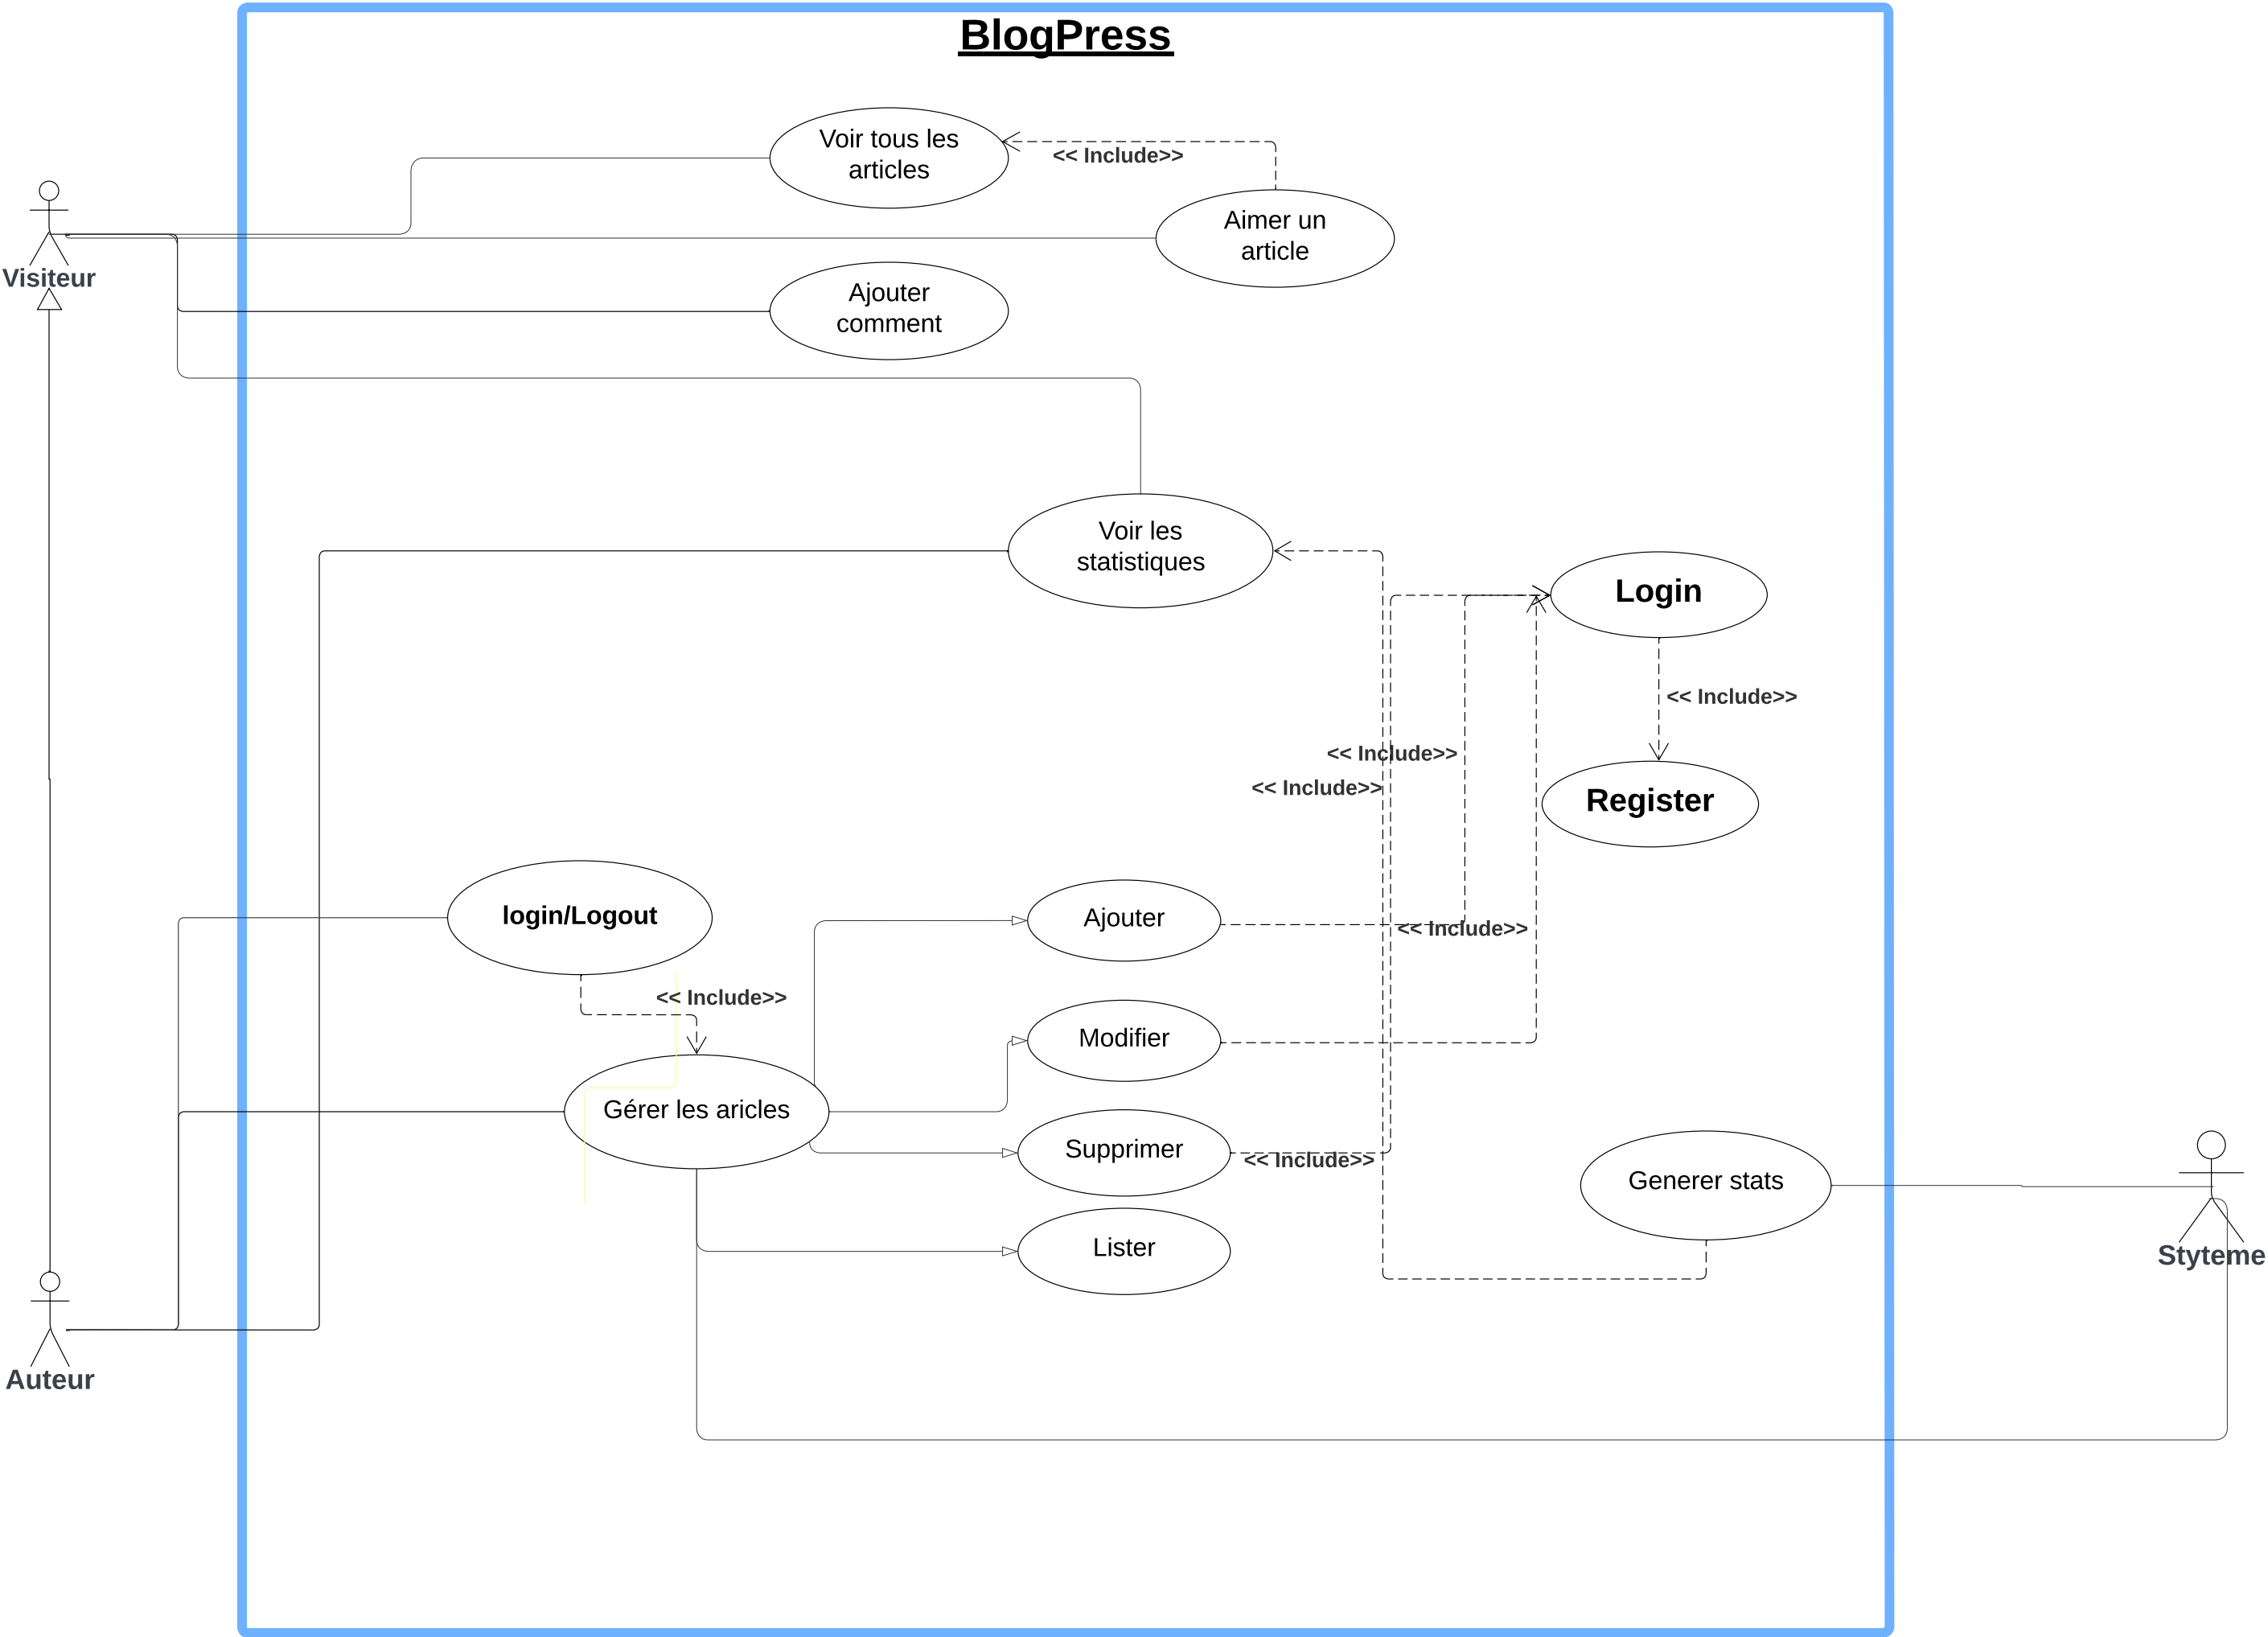 BlogPress
Voir tous les
articles
<< Include>>
Aimer un
article
Visiteur
Ajouter
comment
Voir les
statistiques
Login
<< Include>>
<< Include>>
<< Include>>
Register
login/Logout
Ajouter
<< Include>>
<< Include>>
Modifier
Gérer les aricles
Supprimer
<< Include>>
Generer stats
Lister
Styteme
Auteur